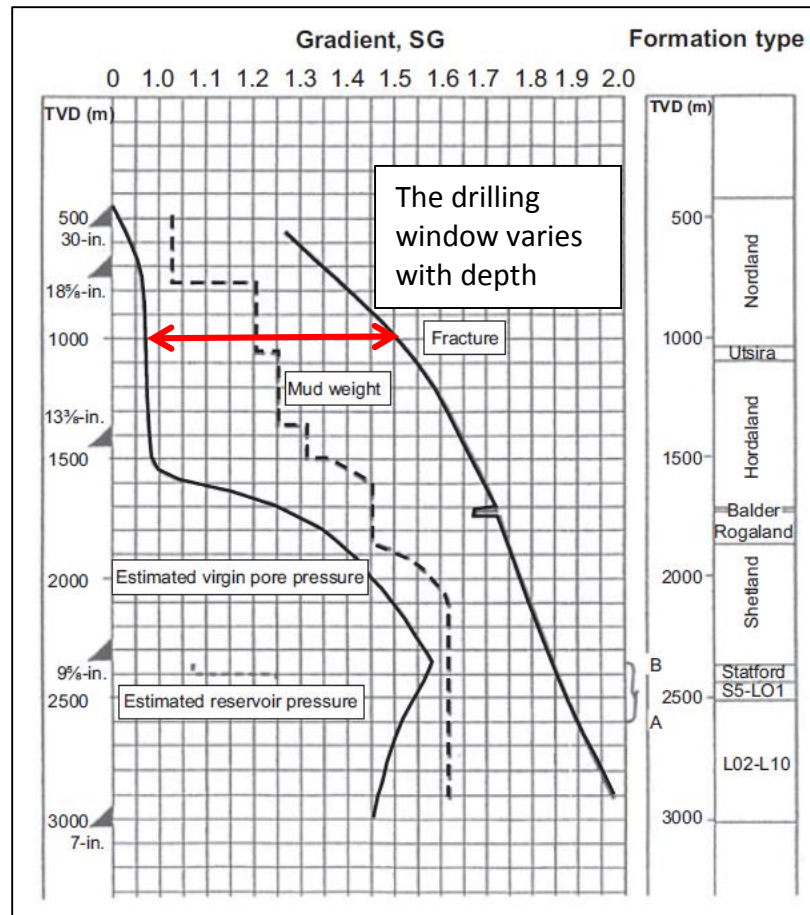 Gradient, SG
Formation type
0 1.0 1.1 1.2 1.3 1.4 1.5 1.6 1.7 1.8 1.9 2.0
TVD (m)
TVD (m)
The drilling
window varies
with depth
500
30-in.
18⅝-in.
1000
13⅜-in.
1500
2000
9⅝-in.
2500
3000
7-in.
Fracture
Mud weight
Estimated virgin pore pressure
Estimated reservoir pressure
B
A
500
1000
1500
2000
2500
3000
Nordland
Utsira
Hordaland
Balder
Rogaland
Shetland
Statford
S5-LO1
L02-L10